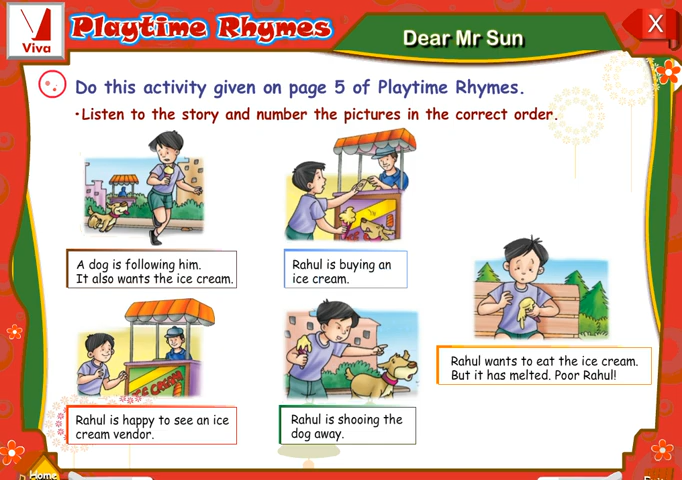 Viva
Playtime Rhymes
Dear Mr Sun
X
Do this activity given on page 5 of Playtime Rhymes.
•Listen to the story and number the pictures in the correct order.
A dog is following him.
It also wants the ice cream.
Rahul is buying an
ice cream.
Rahul wants to eat the ice cream.
But it has melted. Poor Rahul!
ICE CREAM
Rahul is happy to see an ice
cream vendor.
Rahul is shooing the
dog away.
Home